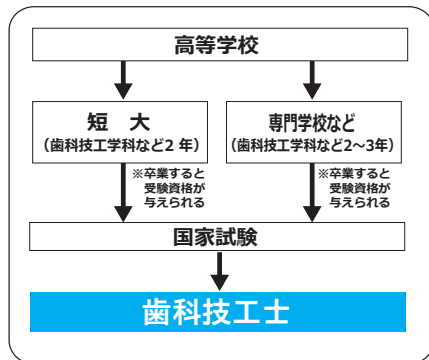 高等学校
短　大
（歯科技工学科など2 年）
専門学校など
（歯科技工学科など2〜3年）
※卒業すると
受験資格が
与えられる
※卒業すると
受験資格が
与えられる
国家試験
歯科技工士